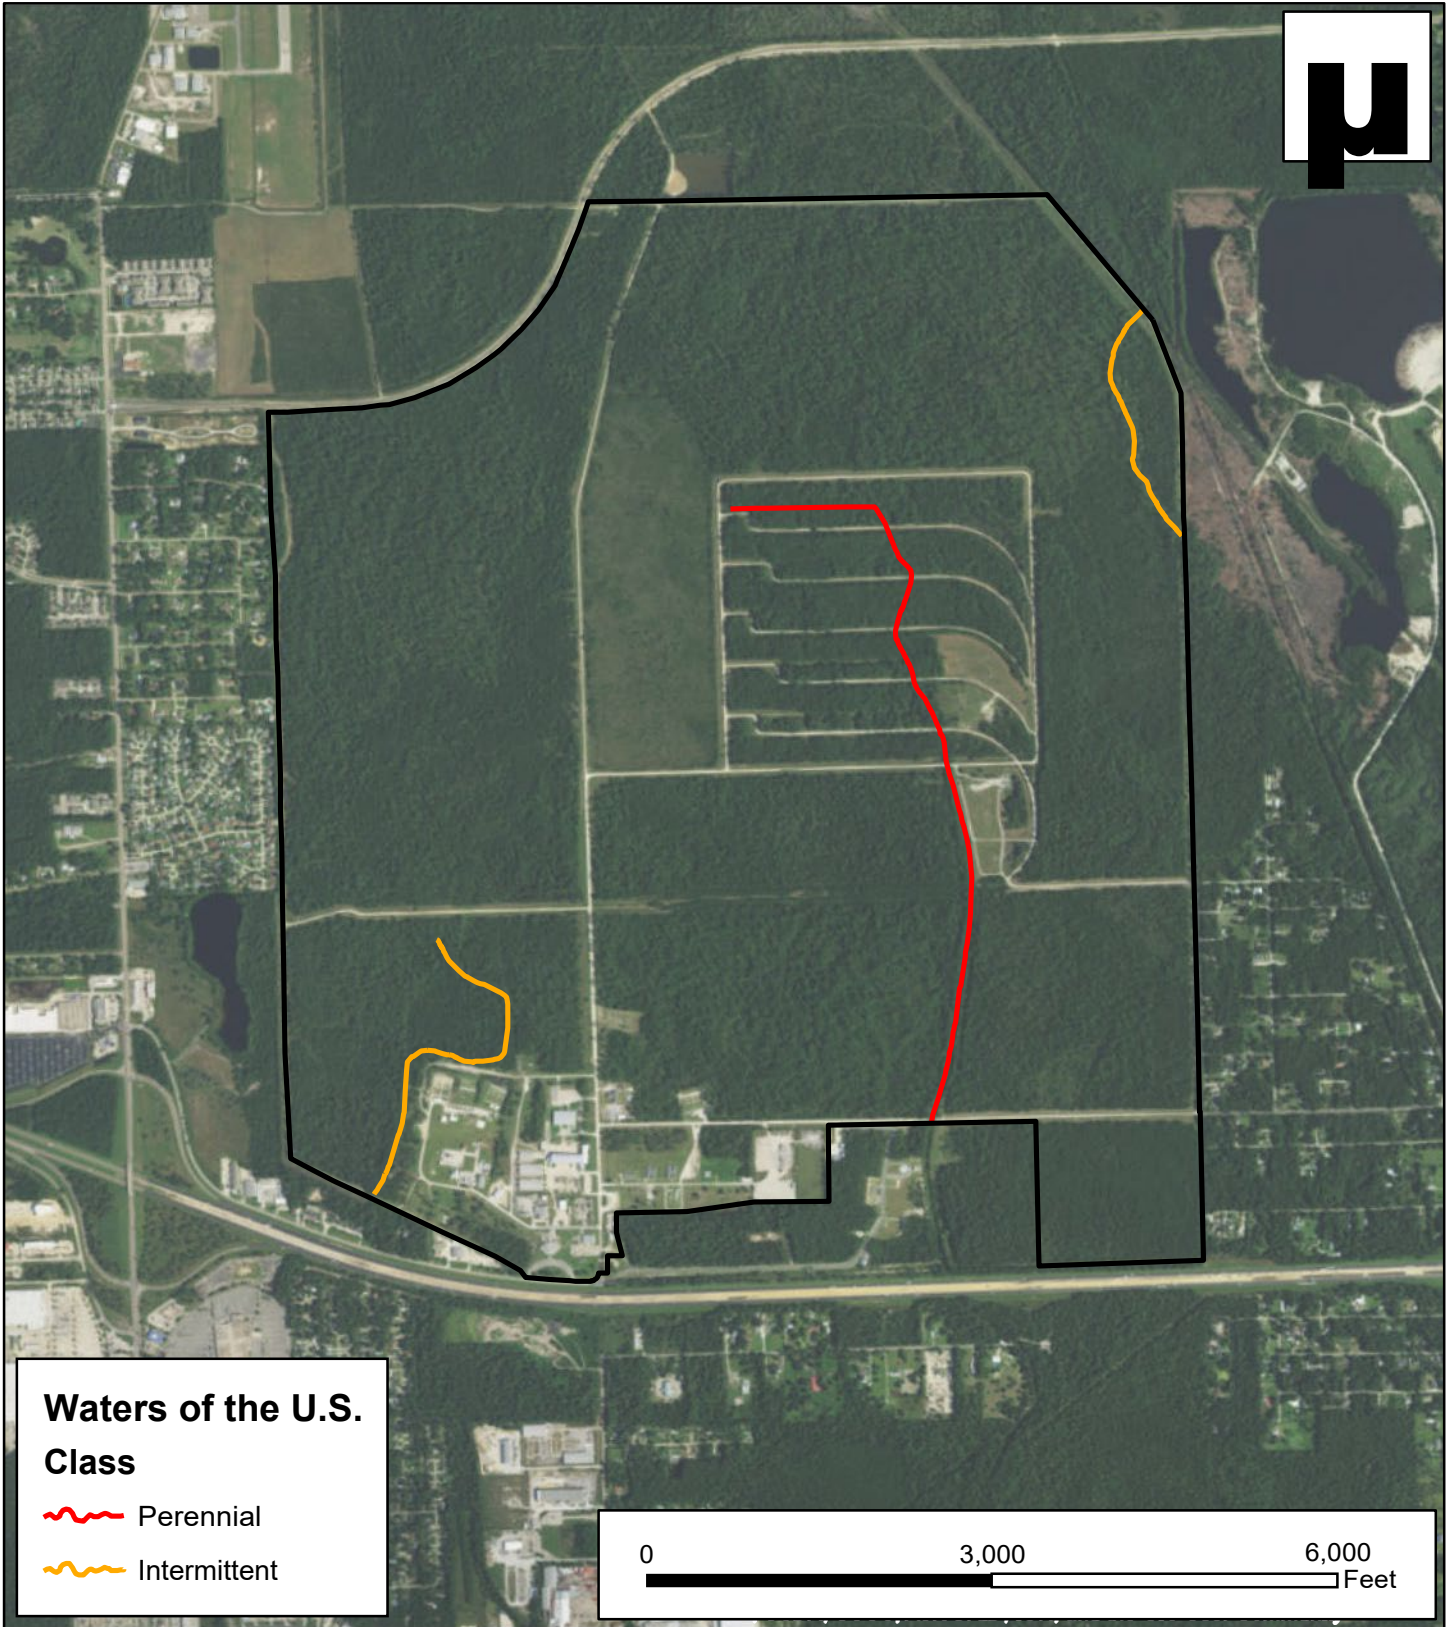 µ
Waters of the U.S.
Class
Perennial
Intermittent
0 3,000 6,000
Feet